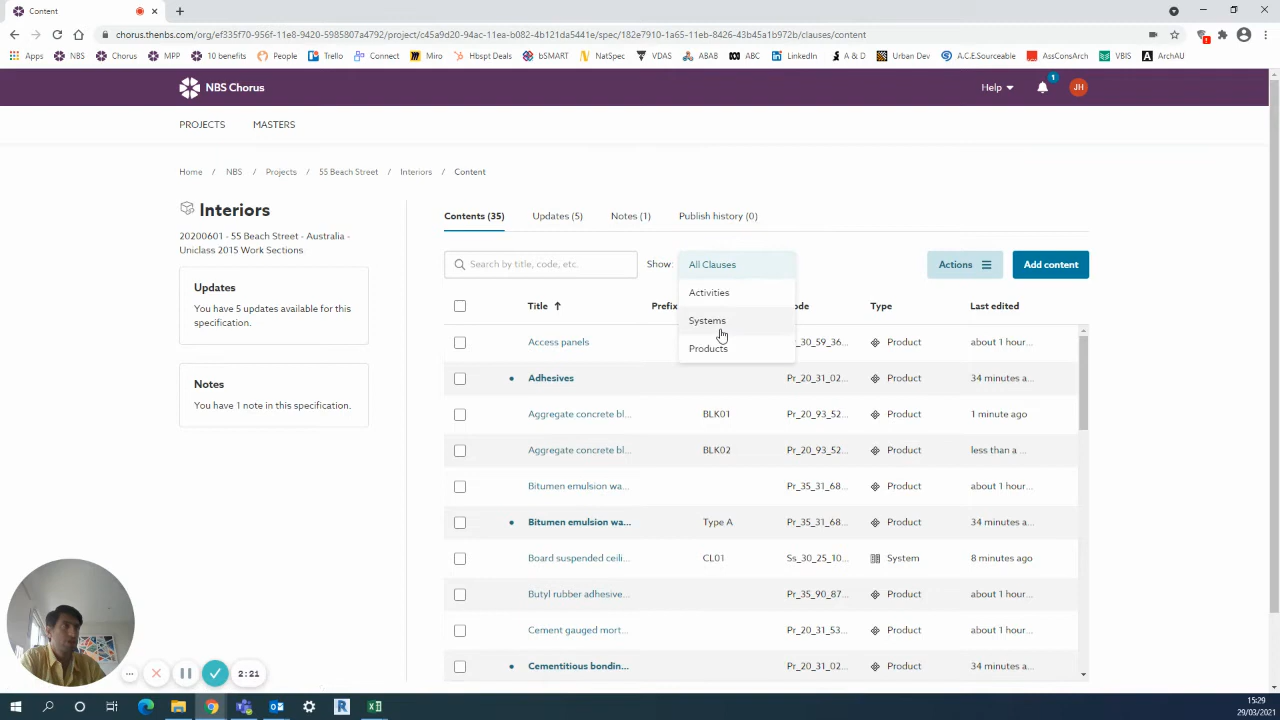 Content
chorus.thenbs.com/org/ef335f70-956f-11e8-9420-5985807a4792/project/c45a9d20-94ac-11ea-8002-4b121da5441e/spec/182e7910-1a65-11eb-8426-43b45a1b972b/clauses/content
Apps NBS Chorus MPP 10 benefits People Trello Connect Miro Hbspt Deals bSMART NatSpec VDAS ABAB ABC LinkedIn A & D Urban Dev A.C.E.Sourceable AssConsArch VBIS ArchAU
NBS Chorus
Help
1
JH
PROJECTS MASTERS
Home / NBS / Projects / 55 Beach Street / Interiors / Content
Interiors
20200601 - 55 Beach Street - Australia -
Uniclass 2015 Work Sections
Updates
You have 5 updates available for this
specification.
Notes
You have 1 note in this specification.
Contents (35) Updates (5) Notes (1) Publish history (0)
Search by title, code, etc.
Show:
All Clauses
Activities
Systems
Products
Actions
Add content
Title Prefix ode Type Last edited
Access panels _30_59_36... Product about 1 hour...
Adhesives Pr_20_31_02... Product 34 minutes a...
Aggregate concrete bl... BLK01 Pr_20_93_52... Product 1 minute ago
Aggregate concrete bl... BLK02 Pr_20_93_52... Product less than a ...
Bitumen emulsion wa... Pr_35_31_68... Product about 1 hour...
Bitumen emulsion wa... Type A Pr_35_31_68... Product 34 minutes a...
Board suspended ceili... CL01 Ss_30_25_10... System 8 minutes ago
Butyl rubber adhesive... Pr_35_90_87... Product about 1 hour...
Cement gauged mort... Pr_20_31_53... Product about 1 hour...
Cementitious bondin... Pr_20_31_02... Product 34 minutes a...
2:21
15:29
29/03/2021